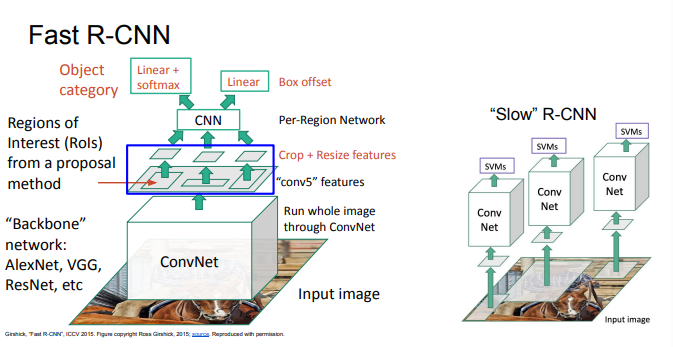 Fast R-CNN
Object
category
Linear +
softmax
Linear
Box offset
CNN
Per-Region Network
Regions of
Interest (RoIs)
from a proposal
method
Crop + Resize features
“conv5” features
“Backbone”
network:
AlexNet, VGG,
ResNet, etc
Run whole image
through ConvNet
ConvNet
Input image
“Slow” R-CNN
SVMs
SVMs
SVMs
Conv
Net
Conv
Net
Conv
Net
Input image
Girshick, “Fast R-CNN”, ICCV 2015. Figure copyright Ross Girshick, 2015; source. Reproduced with permission.